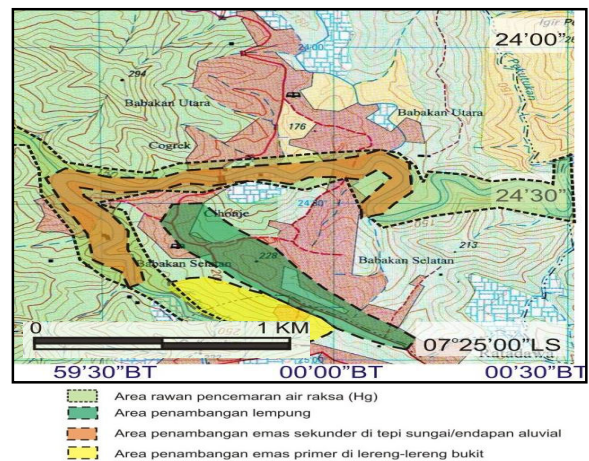 24'00"
294
Babakan Utara
Babakan Utara
176
Cogrek
24'30"
Cihonje
213
228
Babakan Selatan
Babakan Selatan
0
1 KM
07°25'00"LS
59'30"BT
00'00"BT
00'30"BT
Area rawan pencemaran air raksa (Hg)
Area penambangan lempung
Area penambangan emas sekunder di tepi sungai/endapan aluvial
Area penambangan emas primer di lereng-lereng bukit